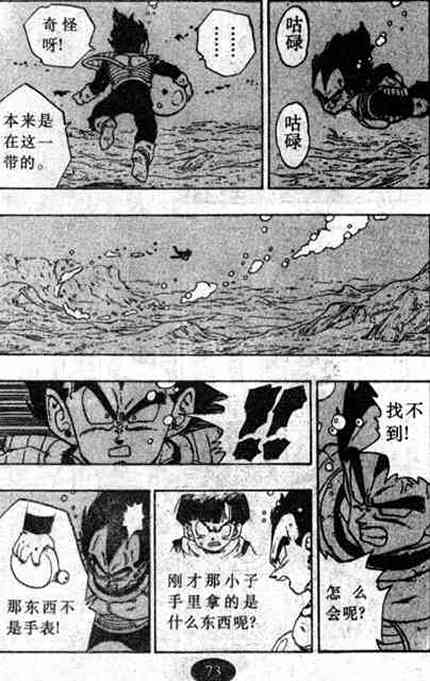 咕碌
咕碌
……
奇怪
呀!
本来是
在这一
带的。
找不
到!
怎么
会呢?
!!
刚才那小子
手里拿的是
什么东西呢?
那东西不
是手表!
73